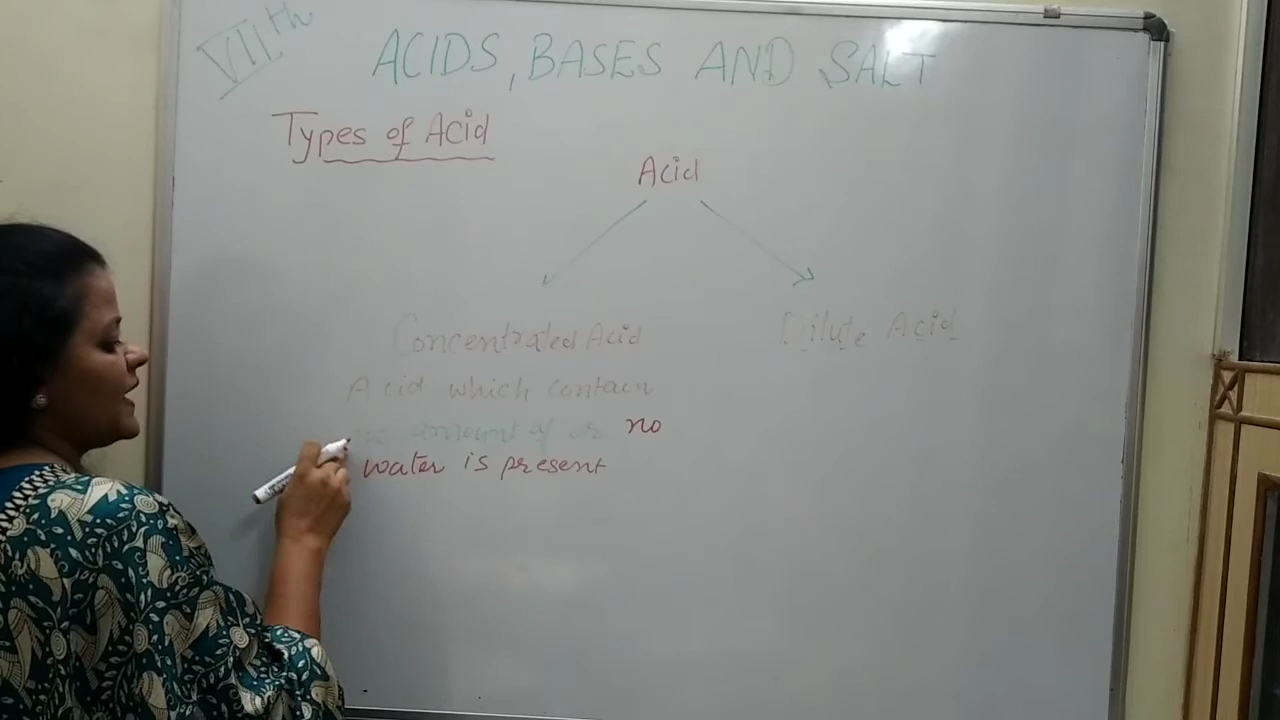 VIIth
ACIDS, BASES AND SALT
Types of Acid
Acid
Concentrated Acid
Dilute Acid
Acid which contain
amount of or no
water is present